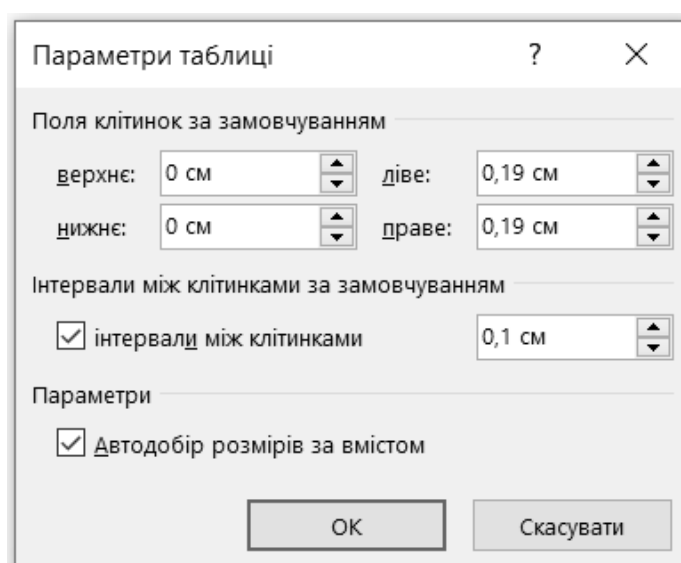 Параметри таблиці ? ×
Поля клітинок за замовчуванням
верхнє: 0 см ліве: 0,19 см
нижнє: 0 см праве: 0,19 см
Інтервали між клітинками за замовчуванням
інтервали між клітинками 0,1 см
Параметри
Автодобір розмірів за вмістом
ОК Скасувати